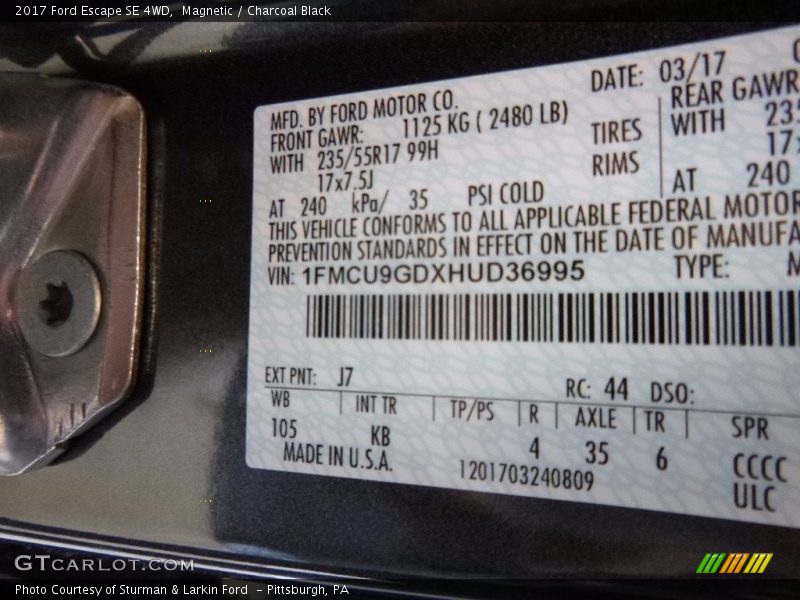 2017 Ford Escape SE 4WD, Magnetic / Charcoal Black
MFD. BY FORD MOTOR CO. DATE: 03/17
FRONT GAWR: 1125 KG ( 2480 LB) REAR GAWR
WITH 235/55R17 99H TIRES WITH
17x7.5J RIMS
AT 240 kPa/ 35 PSI COLD AT 240
THIS VEHICLE CONFORMS TO ALL APPLICABLE FEDERAL MOTOR
PREVENTION STANDARDS IN EFFECT ON THE DATE OF MANUFA
VIN: 1FMCU9GDXHUD36995 TYPE:
EXT PNT: J7 RC: 44 DSO:
WB INT TR TP/PS R AXLE TR SPR
105 KB 4 35 6 CCCC
MADE IN U.S.A. 1201703240809 ULC
GTCARLOT.COM
Photo Courtesy of Sturman & Larkin Ford - Pittsburgh, PA